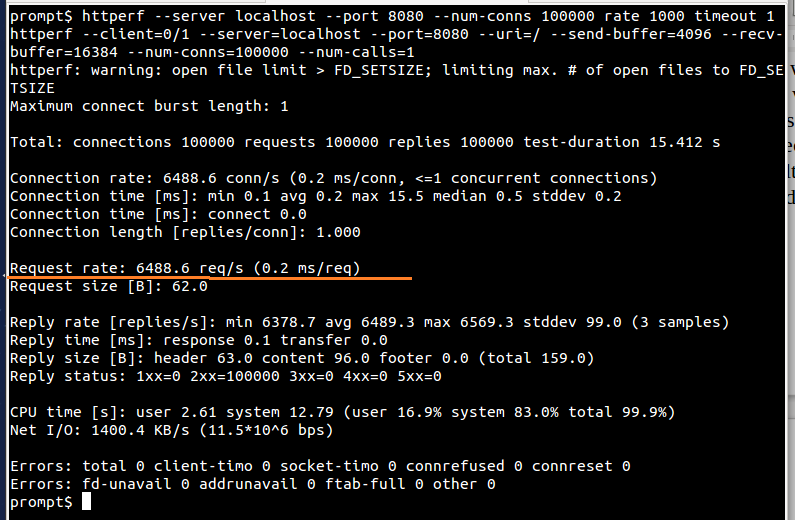 prompt$ httperf --server localhost --port 8080 --num-conns 100000 rate 1000 timeout 1
httperf --client=0/1 --server=localhost --port=8080 --uri=/ --send-buffer=4096 --recv-
buffer=16384 --num-conns=100000 --num-calls=1
httperf: warning: open file limit > FD_SETSIZE; limiting max. # of open files to FD_SE
TSIZE
Maximum connect burst length: 1
Total: connections 100000 requests 100000 replies 100000 test-duration 15.412 s
Connection rate: 6488.6 conn/s (0.2 ms/conn, <=1 concurrent connections)
Connection time [ms]: min 0.1 avg 0.2 max 15.5 median 0.5 stddev 0.2
Connection time [ms]: connect 0.0
Connection length [replies/conn]: 1.000
Request rate: 6488.6 req/s (0.2 ms/req)
Request size [B]: 62.0
Reply rate [replies/s]: min 6378.7 avg 6489.3 max 6569.3 stddev 99.0 (3 samples)
Reply time [ms]: response 0.1 transfer 0.0
Reply size [B]: header 63.0 content 96.0 footer 0.0 (total 159.0)
Reply status: 1xx=0 2xx=100000 3xx=0 4xx=0 5xx=0
CPU time [s]: user 2.61 system 12.79 (user 16.9% system 83.0% total 99.9%)
Net I/O: 1400.4 KB/s (11.5*10^6 bps)
Errors: total 0 client-timo 0 socket-timo 0 connrefused 0 connreset 0
Errors: fd-unavail 0 addrunavail 0 ftab-full 0 other 0
prompt$